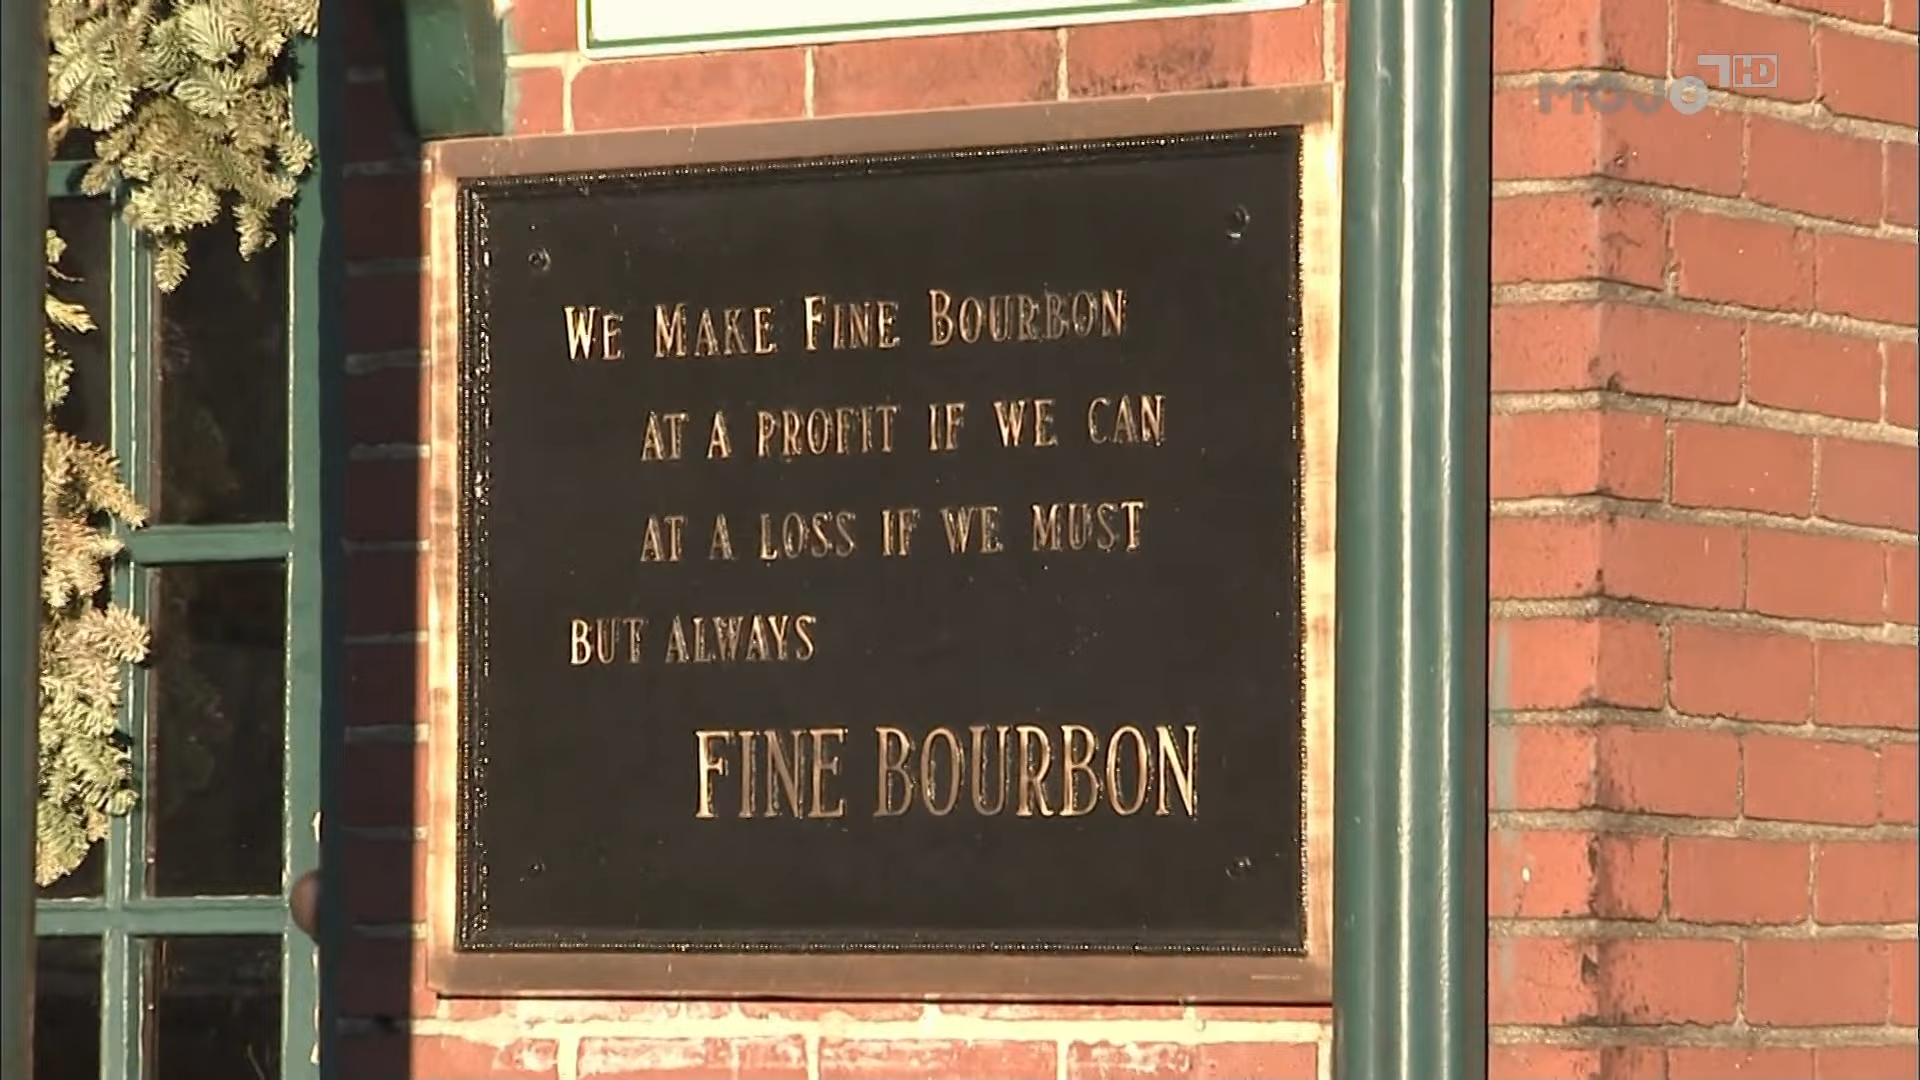 MOJO HD
We Make Fine Bourbon
at a profit if we can
at a loss if we must
but always
FINE BOURBON